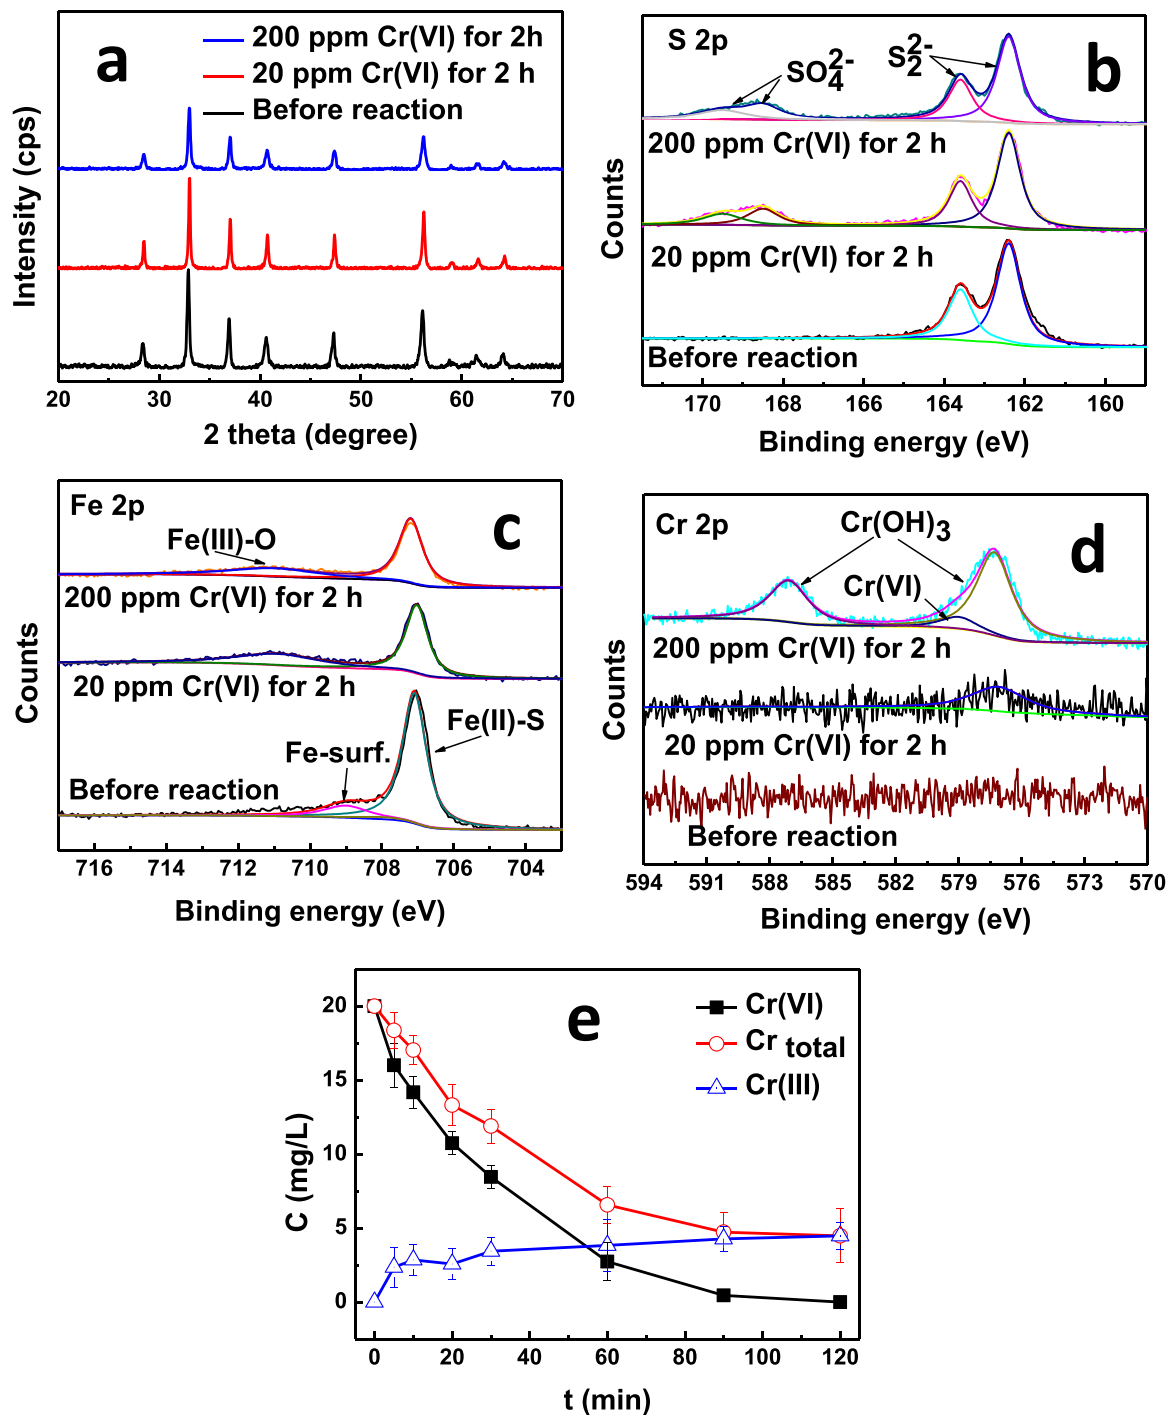 a
200 ppm Cr(VI) for 2h
20 ppm Cr(VI) for 2 h
Before reaction
Intensity (cps)
20 30 40 50 60 70
2 theta (degree)
b
S 2p
SO₄²⁻
S₂²⁻
200 ppm Cr(VI) for 2 h
20 ppm Cr(VI) for 2 h
Before reaction
Counts
170 168 166 164 162 160
Binding energy (eV)
c
Fe 2p
Fe(III)-O
200 ppm Cr(VI) for 2 h
20 ppm Cr(VI) for 2 h
Fe(II)-S
Fe-surf.
Before reaction
Counts
716 714 712 710 708 706 704
Binding energy (eV)
d
Cr 2p
Cr(OH)₃
Cr(VI)
200 ppm Cr(VI) for 2 h
20 ppm Cr(VI) for 2 h
Before reaction
Counts
594 591 588 585 582 579 576 573 570
Binding energy (eV)
e
Cr(VI)
Cr total
Cr(III)
C (mg/L)
20
15
10
5
0
0 20 40 60 80 100 120
t (min)